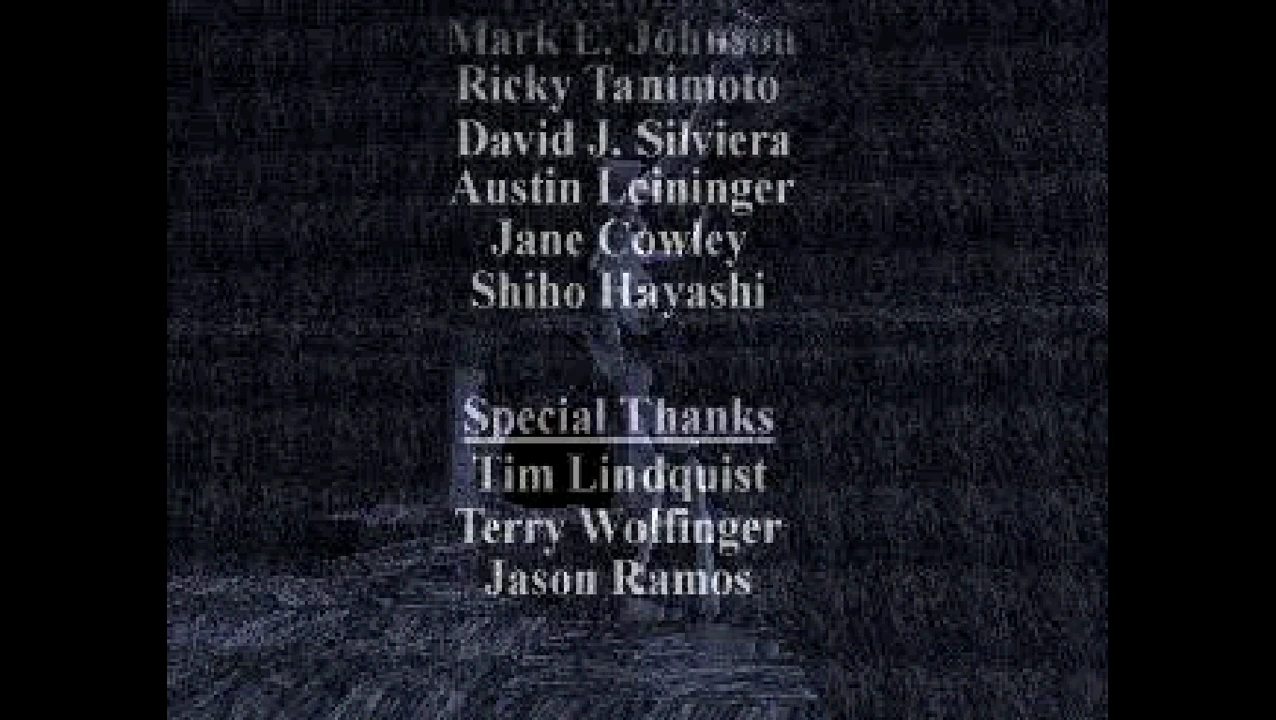 Mark E. Johnson
Ricky Tanimoto
David J. Silviera
Austin Leininger
Jane Cowley
Shiho Hayashi
Special Thanks
Tim Lindquist
Terry Wolfinger
Jason Ramos